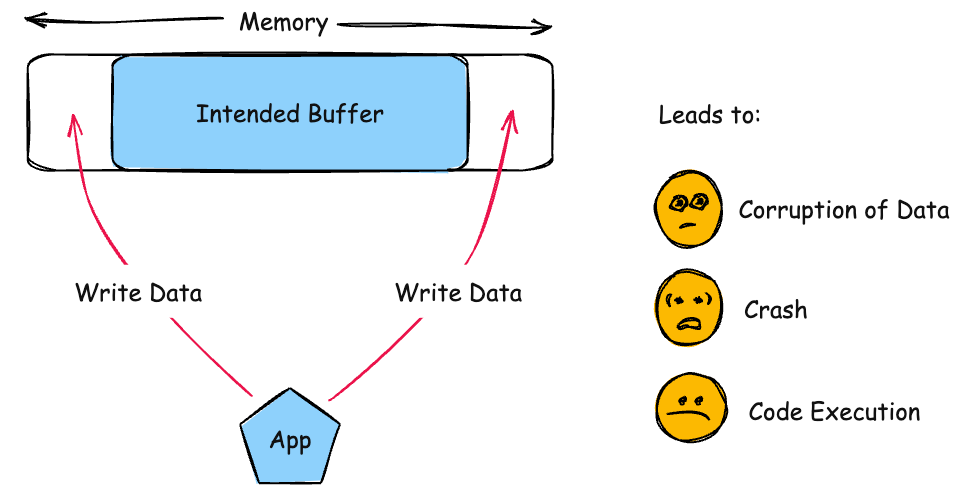 Memory
Intended Buffer
Leads to:
Corruption of Data
Write Data
Write Data
Crash
Code Execution
App